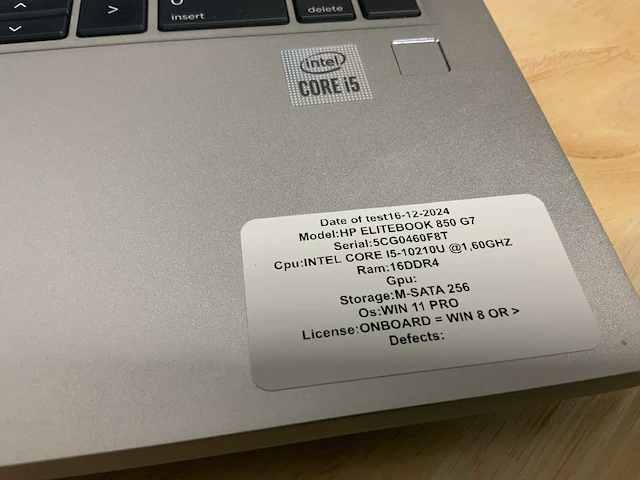 0
insert
delete
intel
CORE i5
Date of test16-12-2024
Model:HP ELITEBOOK 850 G7
Serial:5CG0460F8T
Cpu:INTEL CORE I5-10210U @1,60GHZ
Ram:16DDR4
Gpu:
Storage:M-SATA 256
Os:WIN 11 PRO
License:ONBOARD = WIN 8 OR >
Defects: